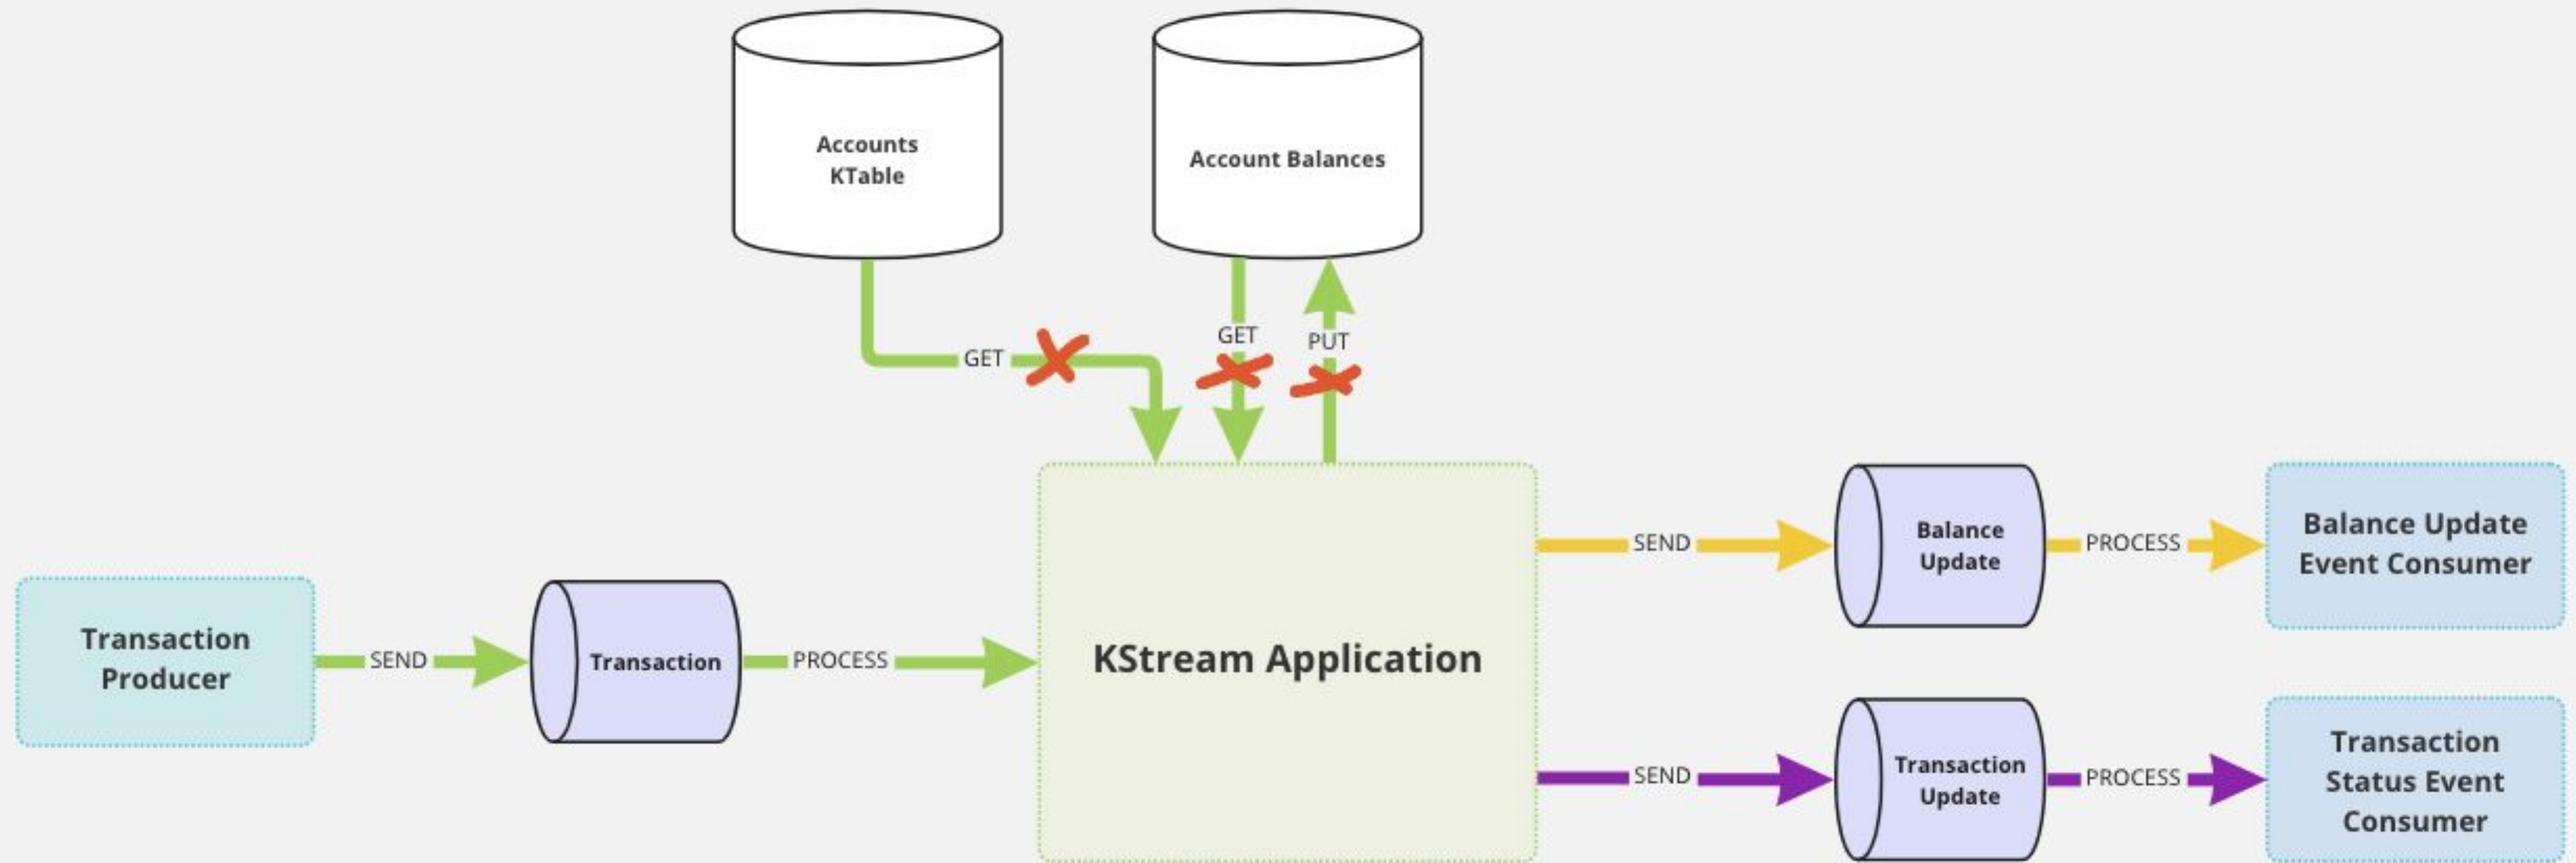 Accounts
KTable
Account Balances
GET
GET
PUT
Transaction
Producer
SEND
Transaction
PROCESS
KStream Application
SEND
Balance
Update
PROCESS
Balance Update
Event Consumer
SEND
Transaction
Update
PROCESS
Transaction
Status Event
Consumer